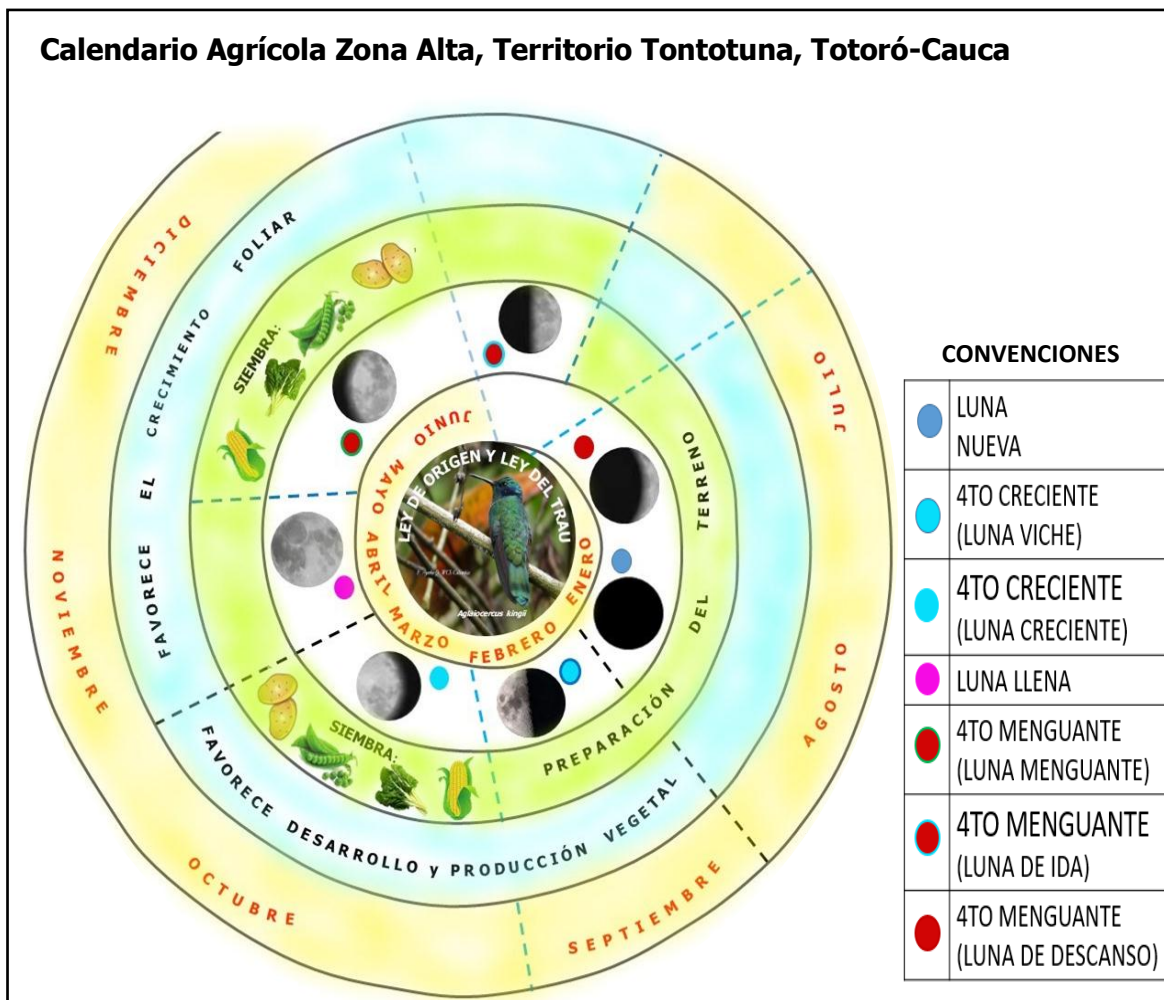 Calendario Agrícola Zona Alta, Territorio Tontotuna, Totoró-Cauca
DICIEMBRE
NOVIEMBRE
OCTUBRE
SEPTIEMBRE
AGOSTO
JULIO
FAVORECE EL CRECIMIENTO FOLIAR
FAVORECE DESARROLLO y PRODUCCIÓN VEGETAL
SIEMBRA:
SIEMBRA:
PREPARACIÓN DEL TERRENO
ENERO
FEBRERO
MARZO
ABRIL
MAYO
JUNIO
LEY DE ORIGEN Y LEY DEL TRAU
Aglaiocercus kingii
CONVENCIONES
LUNA
NUEVA
4TO CRECIENTE
(LUNA VICHE)
4TO CRECIENTE
(LUNA CRECIENTE)
LUNA LLENA
4TO MENGUANTE
(LUNA MENGUANTE)
4TO MENGUANTE
(LUNA DE IDA)
4TO MENGUANTE
(LUNA DE DESCANSO)